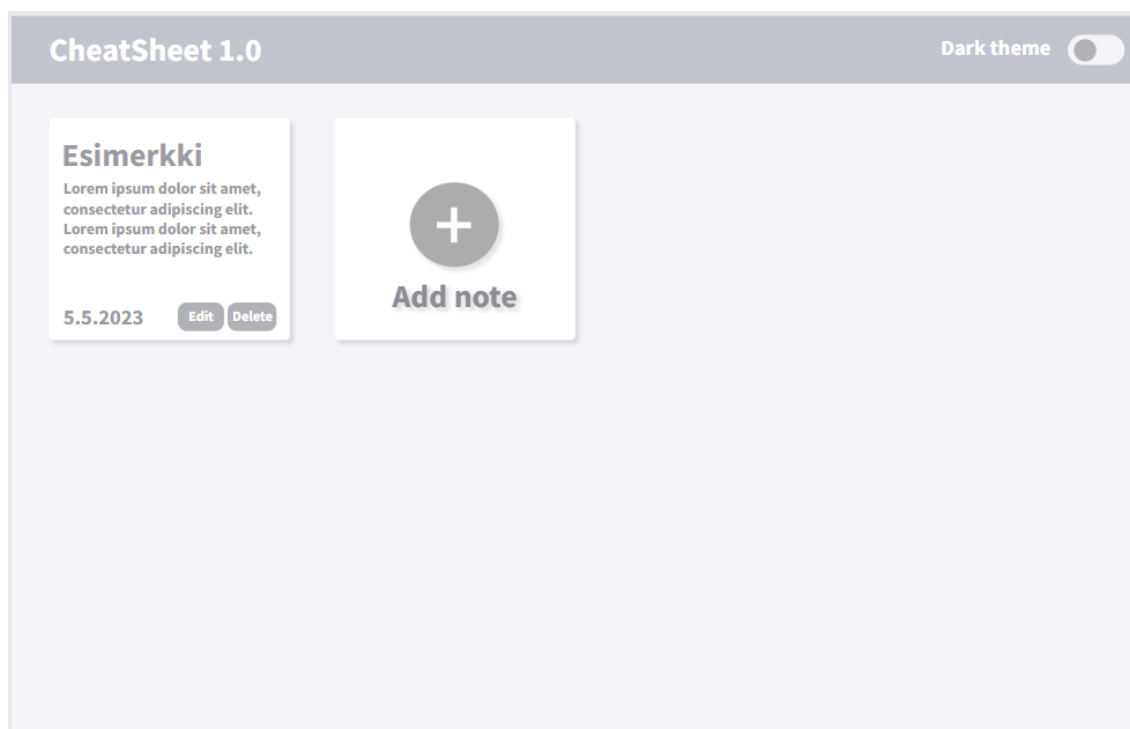 CheatSheet 1.0
Dark theme
Esimerkki
Lorem ipsum dolor sit amet,
consectetur adipiscing elit.
Lorem ipsum dolor sit amet,
consectetur adipiscing elit.
5.5.2023
Edit
Delete
+
Add note